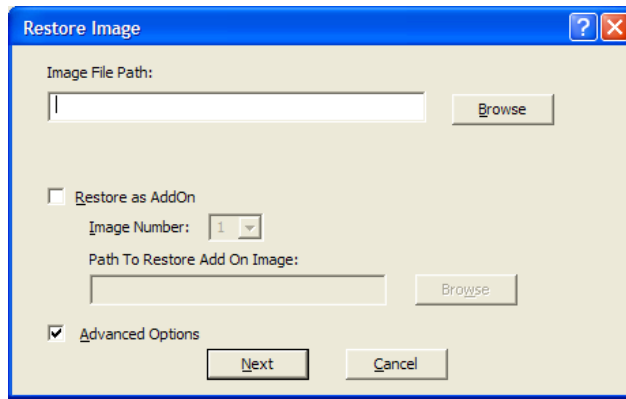 Restore Image
Image File Path:
Browse
Restore as AddOn
Image Number: 1
Path To Restore Add On Image:
Browse
Advanced Options
Next Cancel